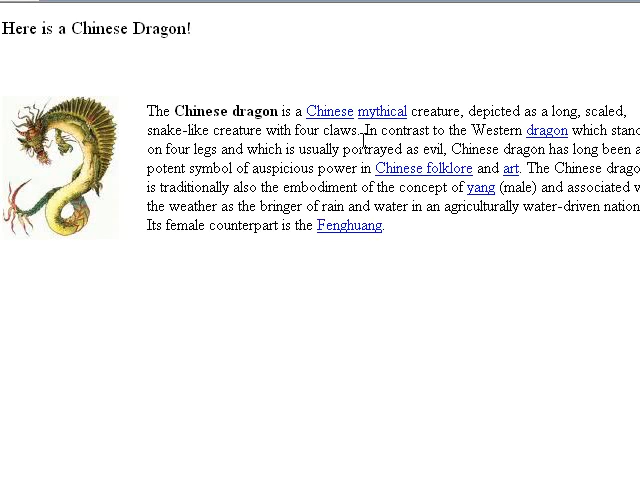 Here is a Chinese Dragon!
The Chinese dragon is a Chinese mythical creature, depicted as a long, scaled,
snake-like creature with four claws. In contrast to the Western dragon which stanc
on four legs and which is usually portrayed as evil, Chinese dragon has long been a
potent symbol of auspicious power in Chinese folklore and art. The Chinese drago
is traditionally also the embodiment of the concept of yang (male) and associated w
the weather as the bringer of rain and water in an agriculturally water-driven nation
Its female counterpart is the Fenghuang.